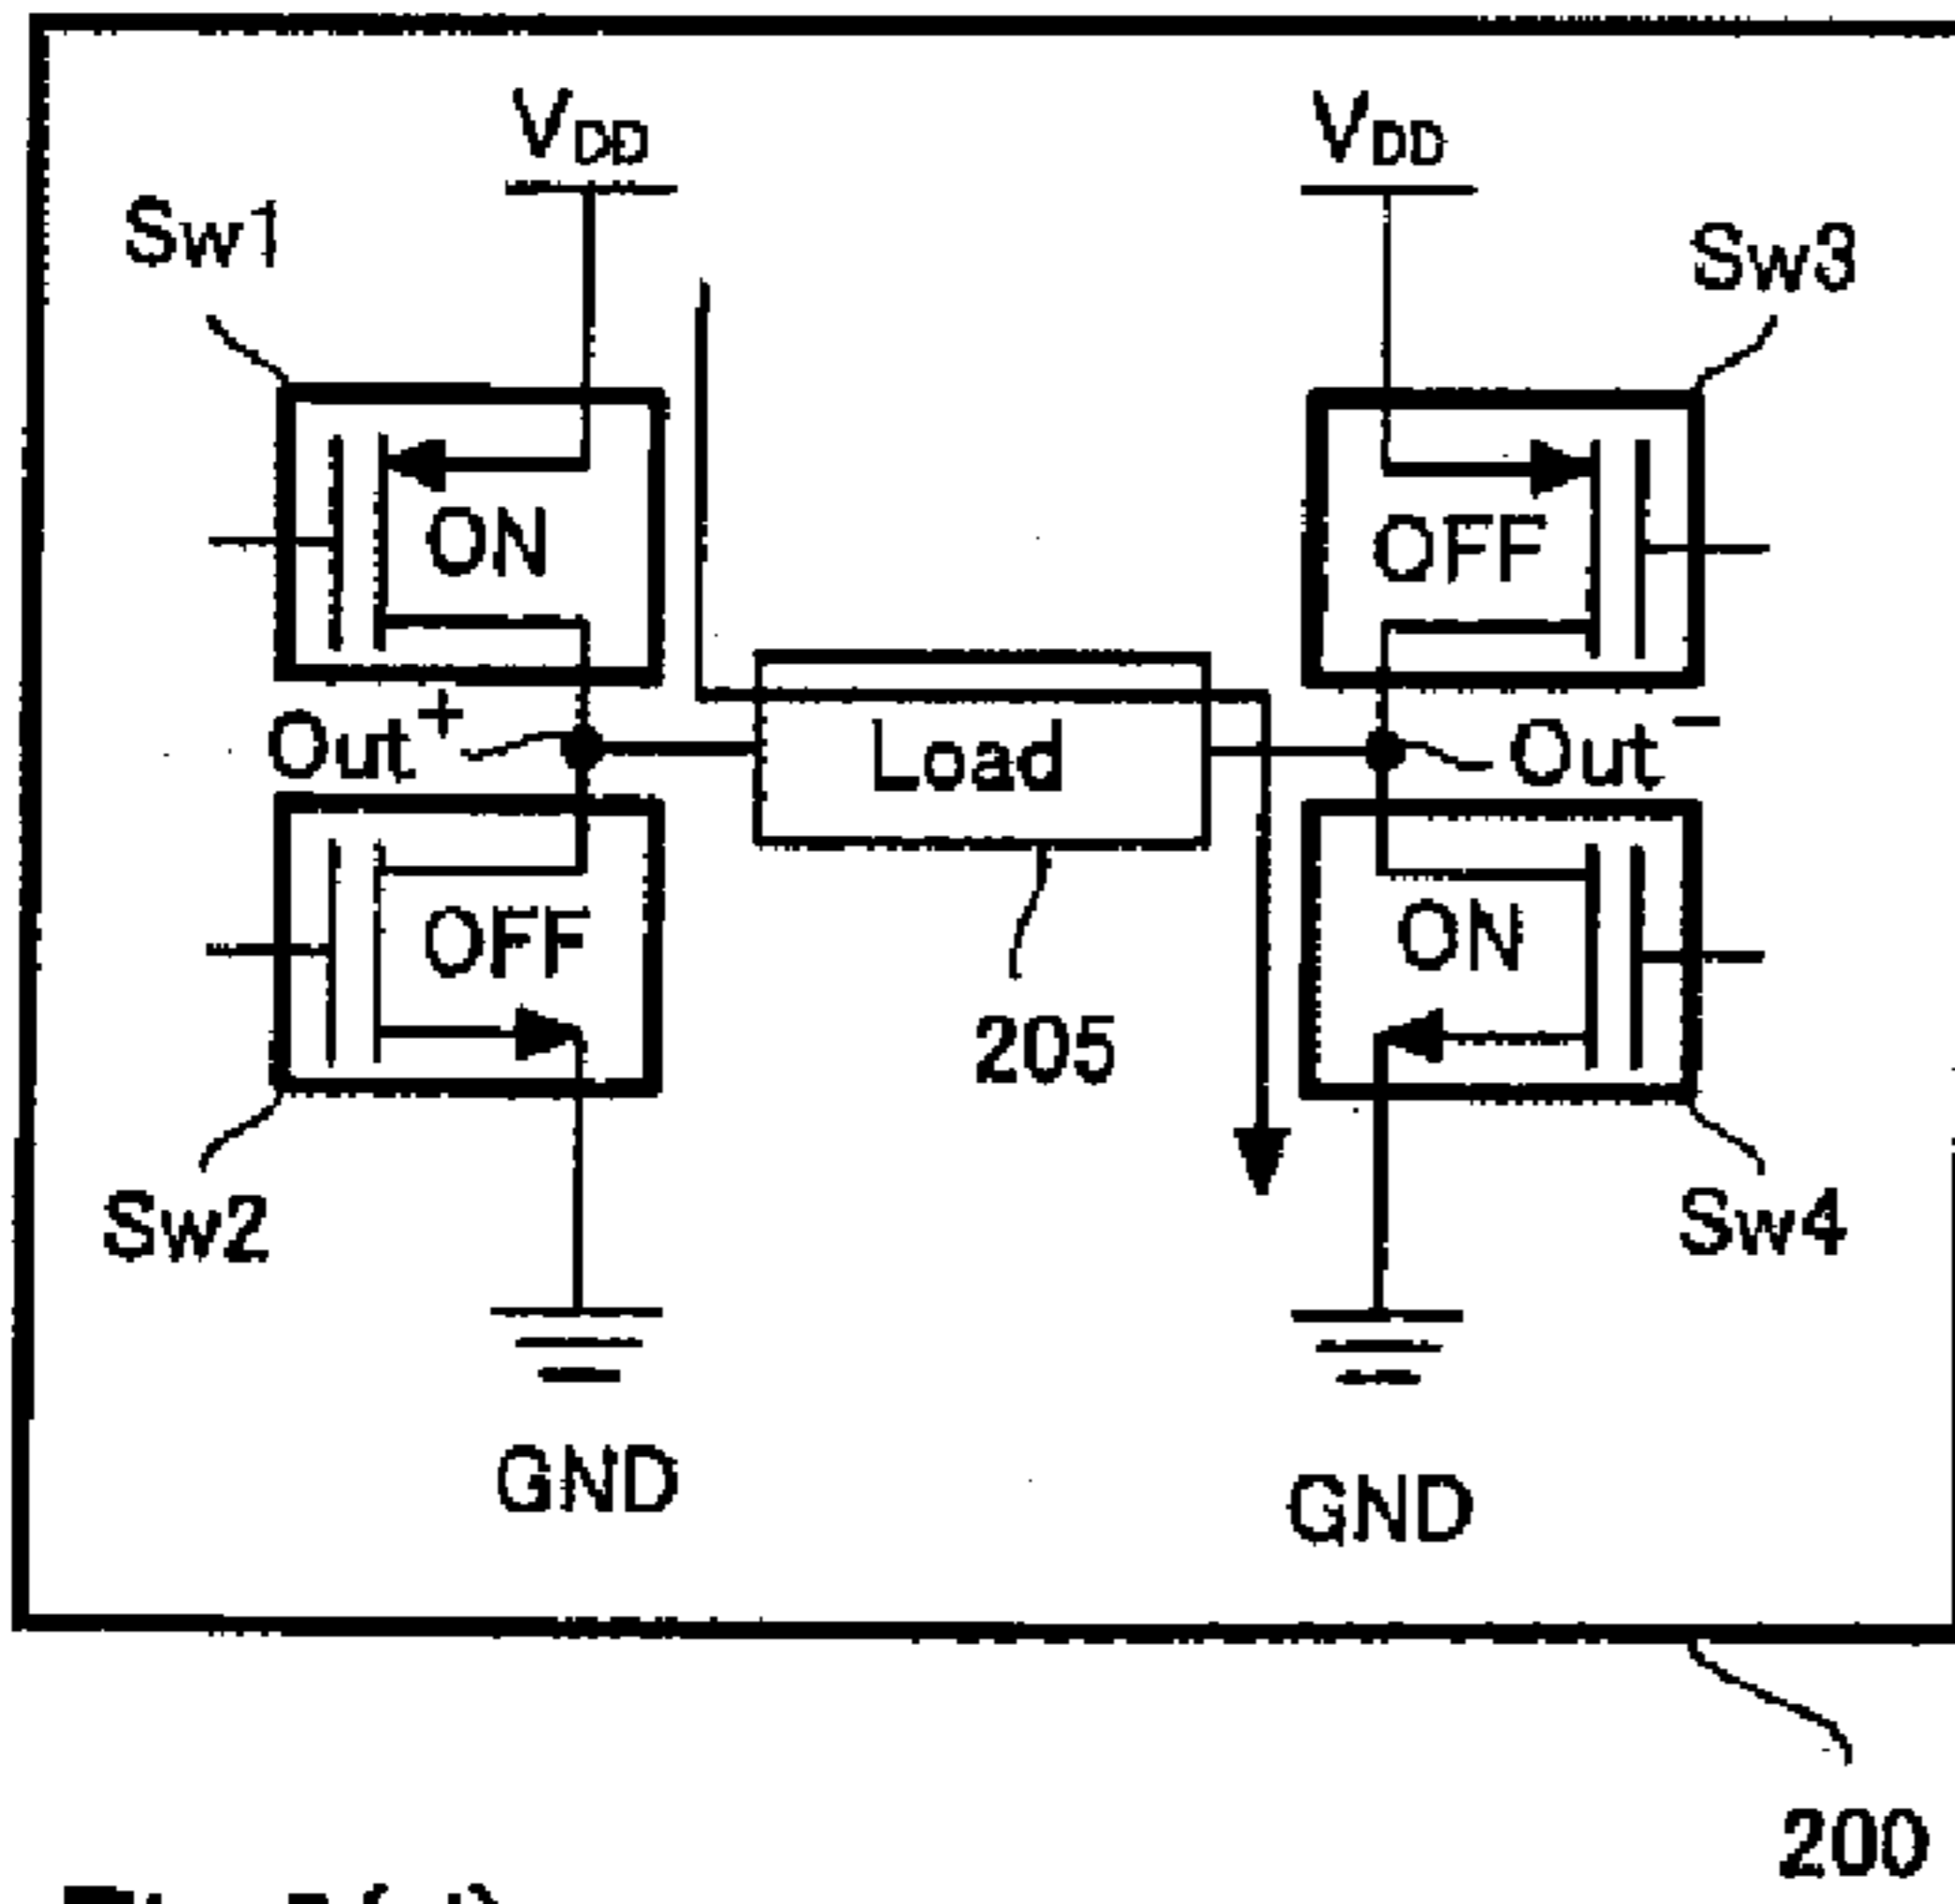 VDD
VDD
Sw1
Sw3
ON
OFF
Out+
Load
Out−
OFF
ON
205
Sw2
Sw4
GND
GND
200